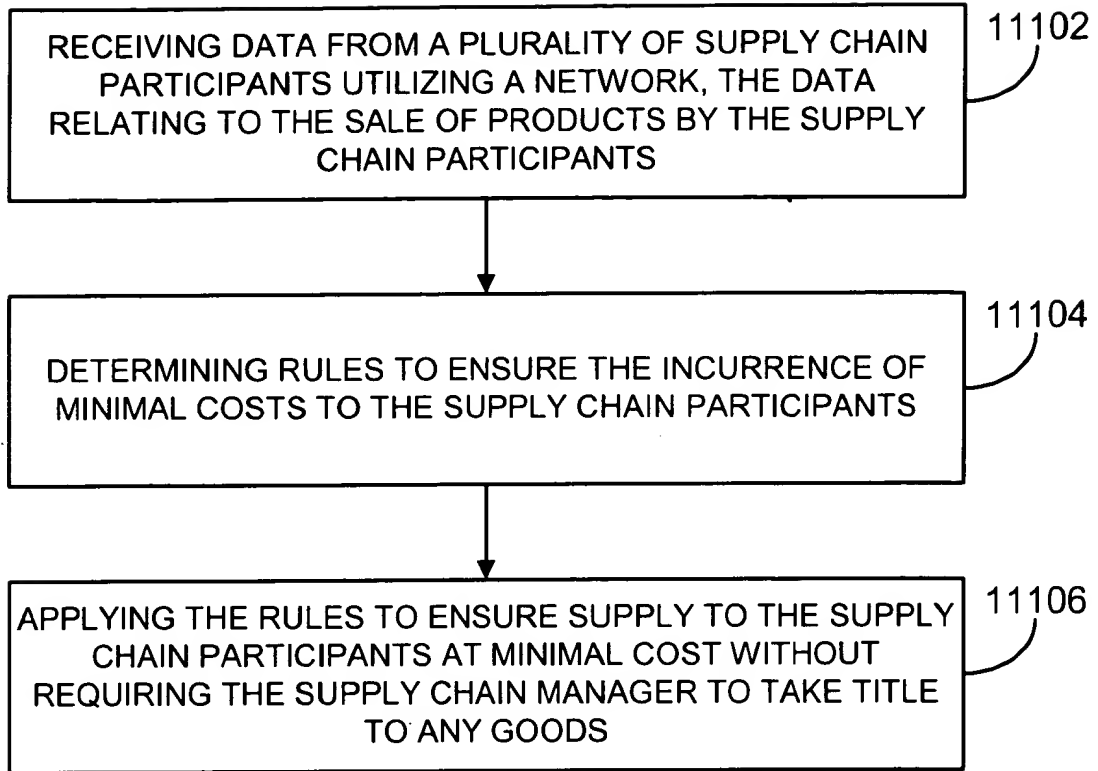 RECEIVING DATA FROM A PLURALITY OF SUPPLY CHAIN
PARTICIPANTS UTILIZING A NETWORK, THE DATA
RELATING TO THE SALE OF PRODUCTS BY THE SUPPLY
CHAIN PARTICIPANTS
11102
DETERMINING RULES TO ENSURE THE INCURRENCE OF
MINIMAL COSTS TO THE SUPPLY CHAIN PARTICIPANTS
11104
APPLYING THE RULES TO ENSURE SUPPLY TO THE SUPPLY
CHAIN PARTICIPANTS AT MINIMAL COST WITHOUT
REQUIRING THE SUPPLY CHAIN MANAGER TO TAKE TITLE
TO ANY GOODS
11106